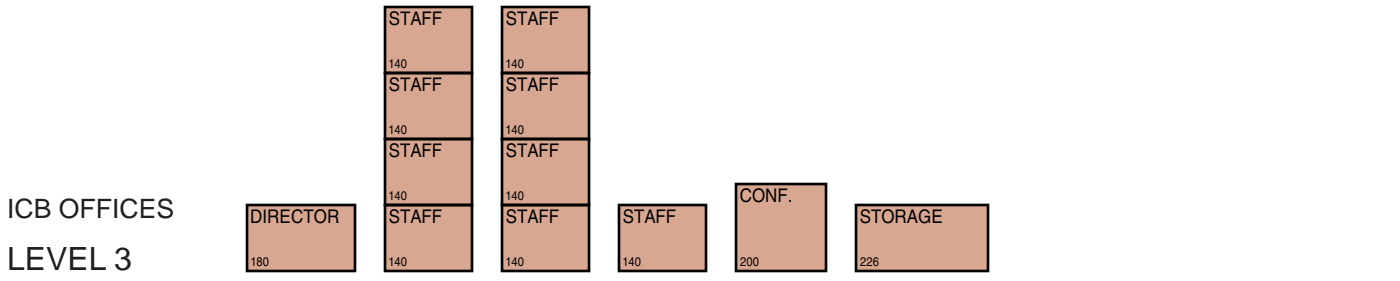 STAFF STAFF
140 140
STAFF STAFF
140 140
STAFF STAFF
140 140
ICB OFFICES DIRECTOR STAFF STAFF STAFF CONF. STORAGE
LEVEL 3 180 140 140 140 200 226